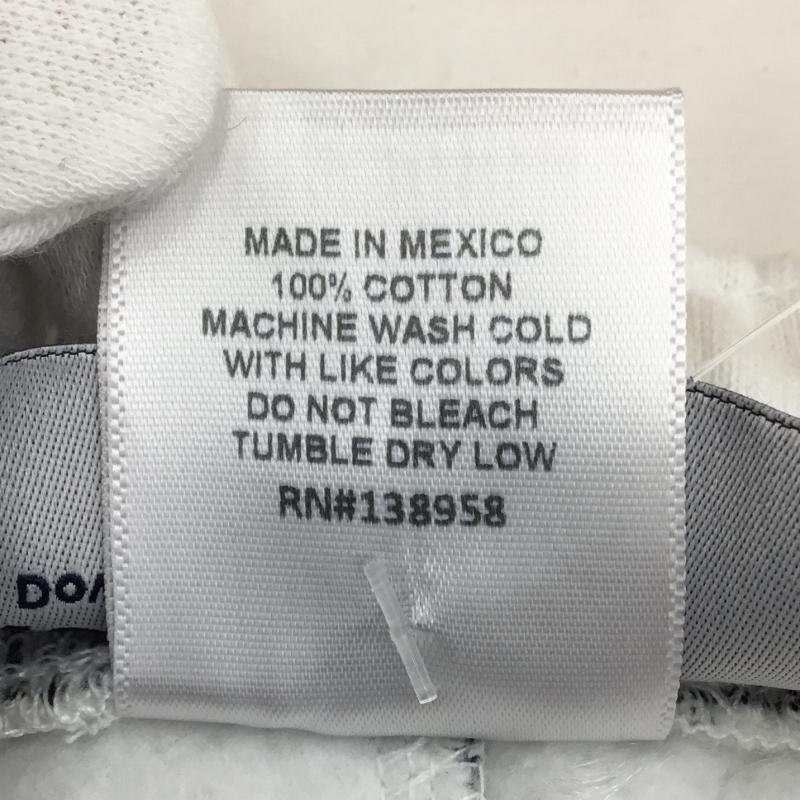 MADE IN MEXICO
100% COTTON
MACHINE WASH COLD
WITH LIKE COLORS
DO NOT BLEACH
TUMBLE DRY LOW
RN#138958